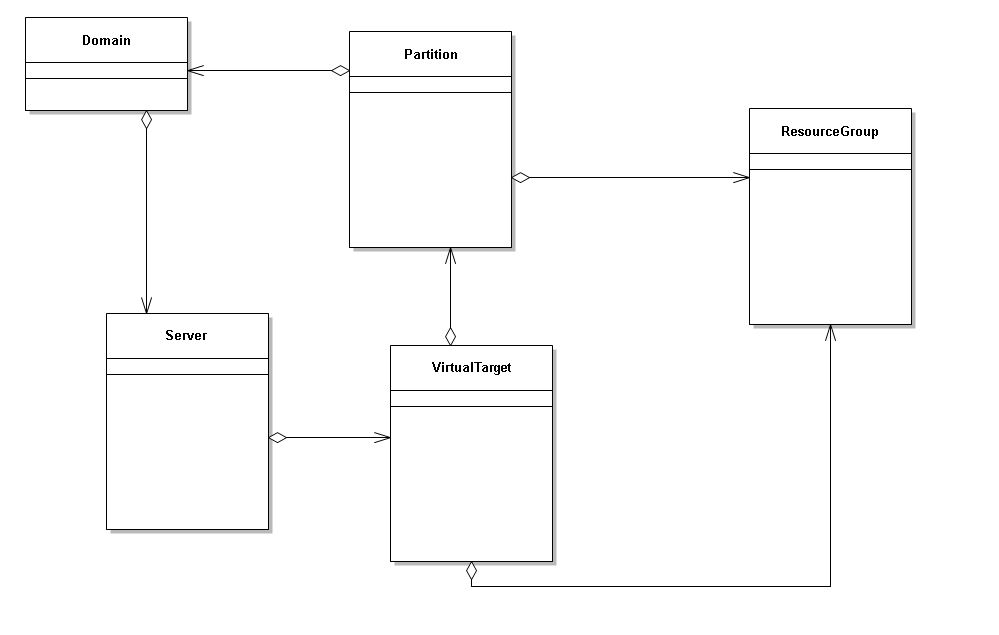 Domain
Partition
ResourceGroup
Server
VirtualTarget